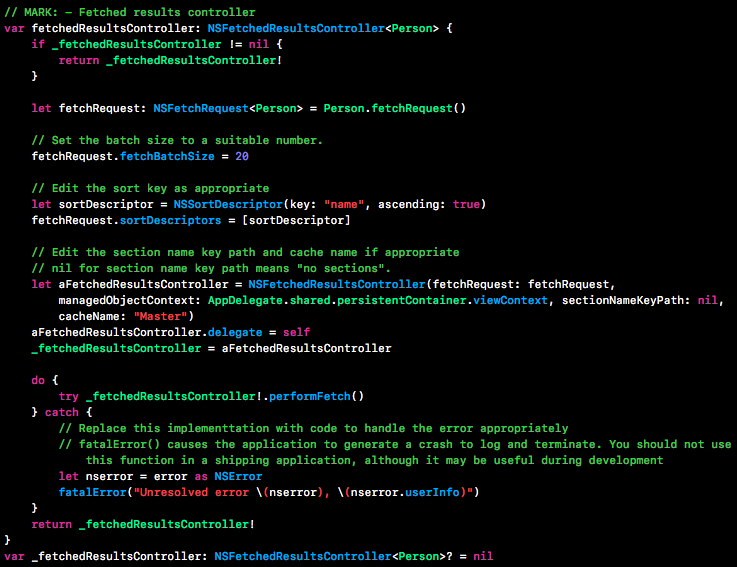 // MARK: — Fetched results controller
var fetchedResultsController: NSFetchedResultsController<Person> {
    if _fetchedResultsController != nil {
        return _fetchedResultsController!
    }

    let fetchRequest: NSFetchRequest<Person> = Person.fetchRequest()

    // Set the batch size to a suitable number.
    fetchRequest.fetchBatchSize = 20

    // Edit the sort key as appropriate
    let sortDescriptor = NSSortDescriptor(key: "name", ascending: true)
    fetchRequest.sortDescriptors = [sortDescriptor]

    // Edit the section name key path and cache name if appropriate
    // nil for section name key path means "no sections".
    let aFetchedResultsController = NSFetchedResultsController(fetchRequest: fetchRequest,
        managedObjectContext: AppDelegate.shared.persistentContainer.viewContext, sectionNameKeyPath: nil,
        cacheName: "Master")
    aFetchedResultsController.delegate = self
    _fetchedResultsController = aFetchedResultsController

    do {
        try _fetchedResultsController!.performFetch()
    } catch {
        // Replace this implementtation with code to handle the error appropriately
        // fatalError() causes the application to generate a crash to log and terminate. You should not use
            this function in a shipping application, although it may be useful during development
        let nserror = error as NSError
        fatalError("Unresolved error \(nserror), \(nserror.userInfo)")
    }
    return _fetchedResultsController!
}
var _fetchedResultsController: NSFetchedResultsController<Person>? = nil